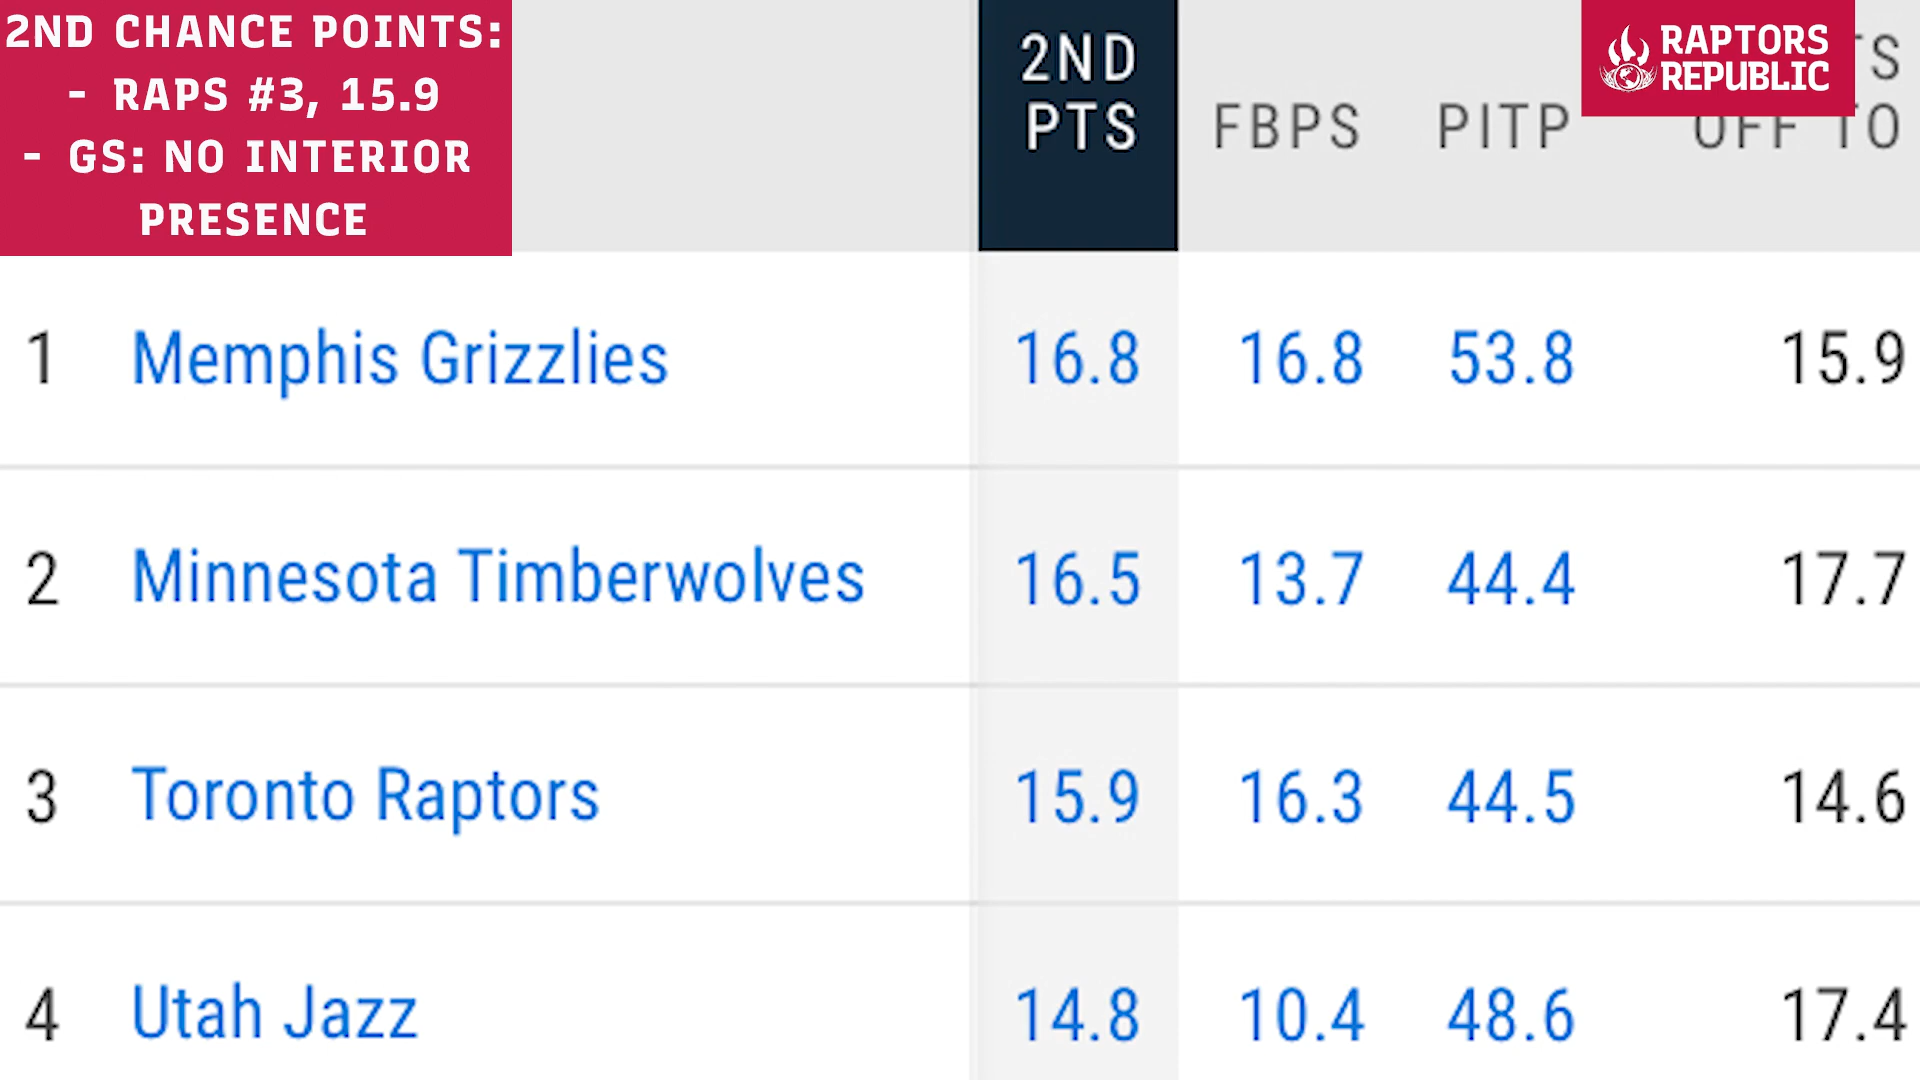 2ND CHANCE POINTS:
- RAPS #3, 15.9
- GS: NO INTERIOR
PRESENCE
2ND
PTS
FBPS
PITP
OFF TO
RAPTORS
REPUBLIC
1 Memphis Grizzlies 16.8 16.8 53.8 15.9
2 Minnesota Timberwolves 16.5 13.7 44.4 17.7
3 Toronto Raptors 15.9 16.3 44.5 14.6
4 Utah Jazz 14.8 10.4 48.6 17.4